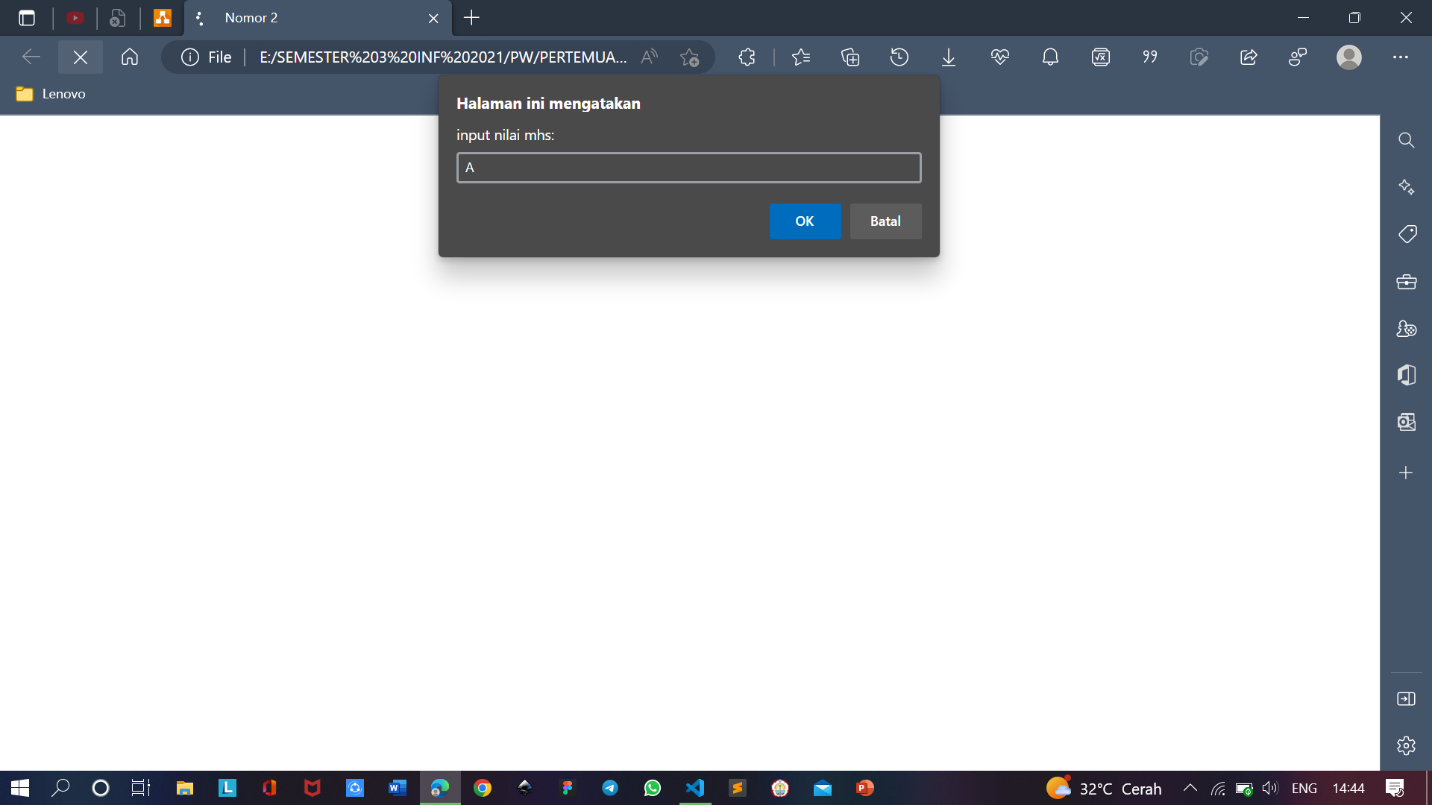 Nomor 2
File
E:/SEMESTER%203%20INF%202021/PW/PERTEMUA...
Lenovo
Halaman ini mengatakan
input nilai mhs:
A
OK
Batal
32°C Cerah
ENG
14:44